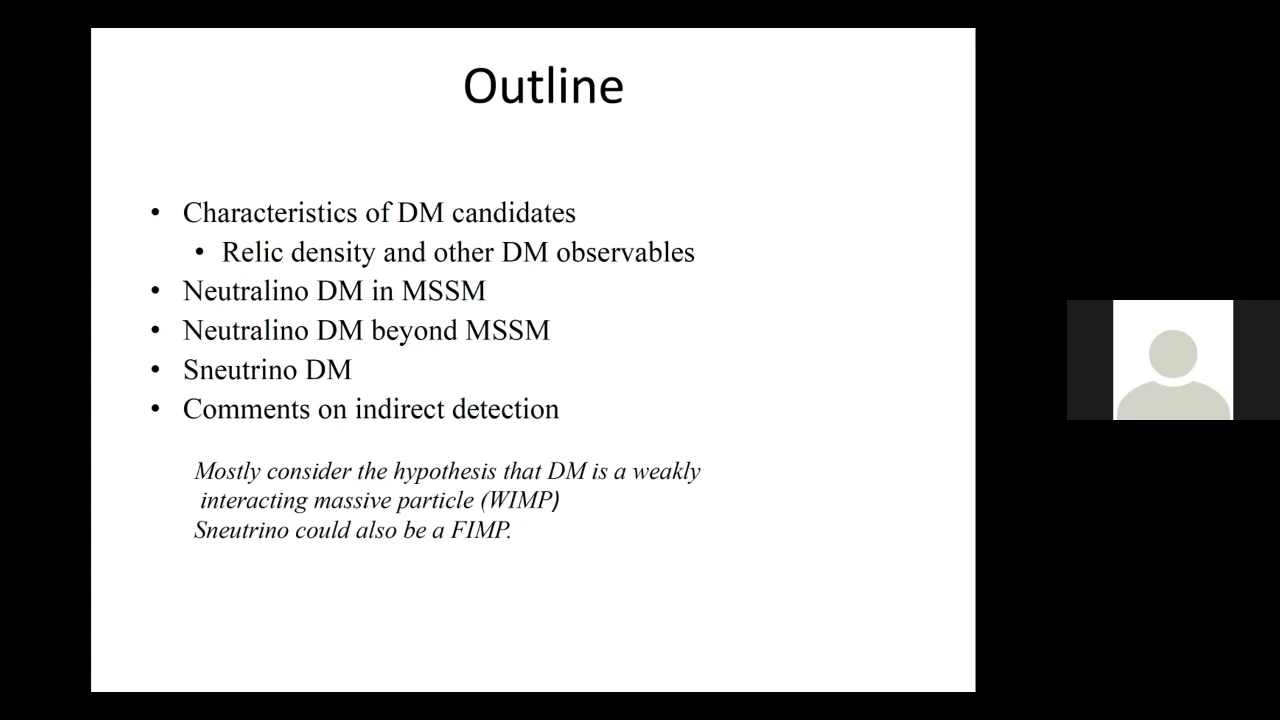 Outline
• Characteristics of DM candidates
• Relic density and other DM observables
• Neutralino DM in MSSM
• Neutralino DM beyond MSSM
• Sneutrino DM
• Comments on indirect detection
Mostly consider the hypothesis that DM is a weakly
interacting massive particle (WIMP)
Sneutrino could also be a FIMP.